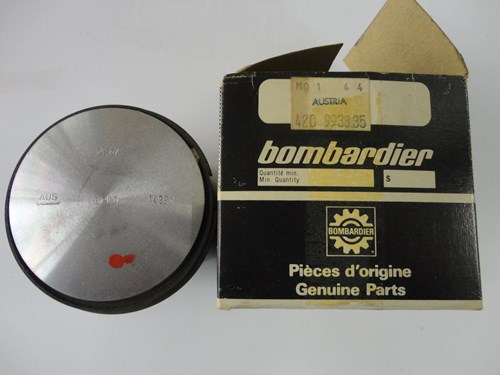 MO 1 4 4
AUSTRIA
420 993335
bombardier
Quantité min.
Min. Quantity
$
BOMBARDIER
Pièces d'origine
Genuine Parts
AUS